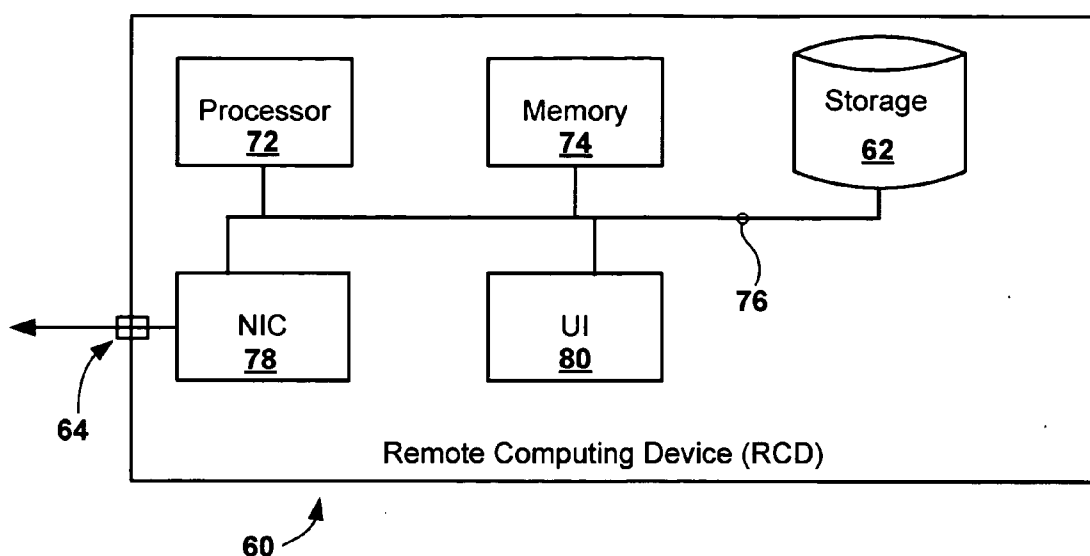 Processor
72
Memory
74
Storage
62
76
NIC
78
UI
80
64
Remote Computing Device (RCD)
60